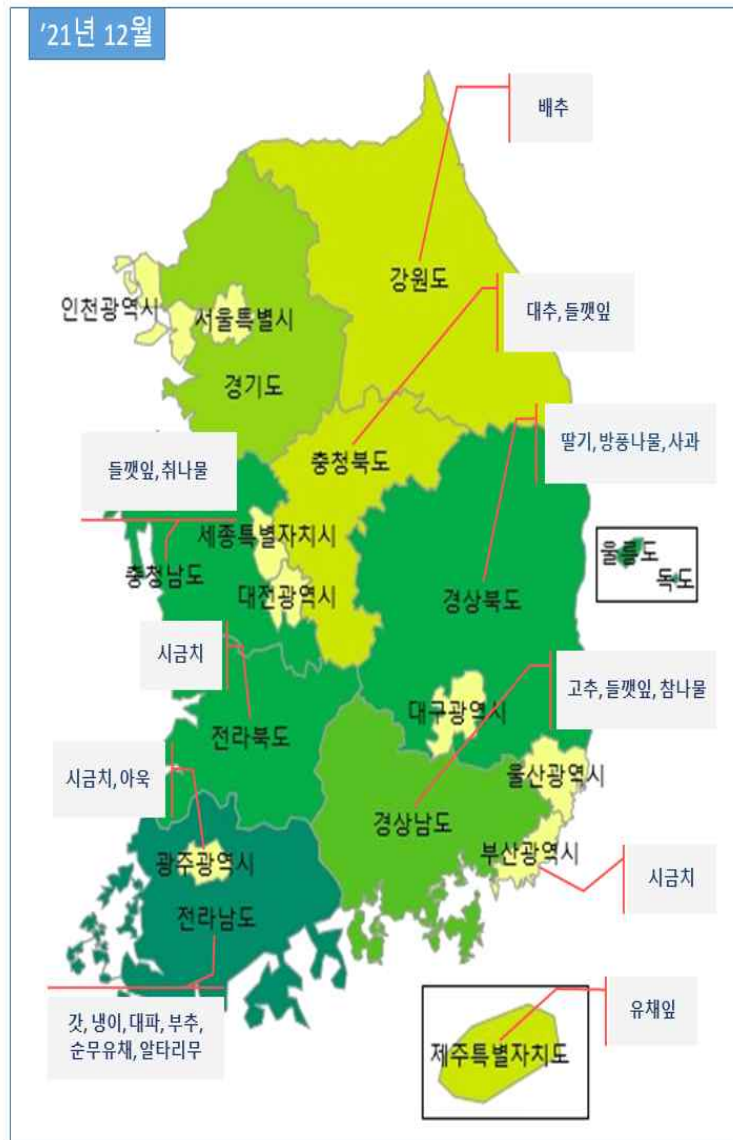 '21년 12월
배추
강원도
인천광역시
서울특별시
대추, 들깻잎
경기도
딸기, 방풍나물, 사과
들깻잎, 취나물
충청북도
세종특별자치시
울릉도
독도
충청남도
대전광역시
경상북도
시금치
고추, 들깻잎, 참나물
대구광역시
전라북도
울산광역시
시금치, 아욱
경상남도
부산광역시
광주광역시
시금치
전라남도
갓, 냉이, 대파, 부추,
순무유채, 알타리무
유채잎
제주특별자치도